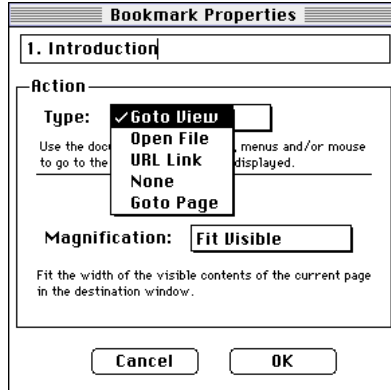 Bookmark Properties
1. Introduction
Action
Type: ✓Goto View
Open File
URL Link
None
Goto Page
Use the doc menus and/or mouse
to go to the displayed.
Magnification: Fit Visible
Fit the width of the visible contents of the current page
in the destination window.
Cancel OK